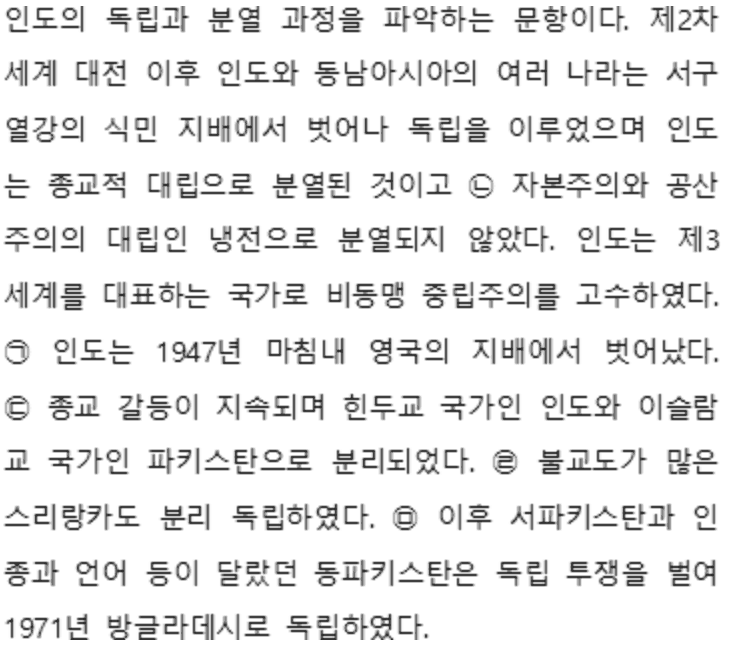 인도의 독립과 분열 과정을 파악하는 문항이다. 제2차
세계 대전 이후 인도와 동남아시아의 여러 나라는 서구
열강의 식민 지배에서 벗어나 독립을 이루었으며 인도
는 종교적 대립으로 분열된 것이고 ㉡ 자본주의와 공산
주의의 대립인 냉전으로 분열되지 않았다. 인도는 제3
세계를 대표하는 국가로 비동맹 중립주의를 고수하였다.
㉠ 인도는 1947년 마침내 영국의 지배에서 벗어났다.
㉢ 종교 갈등이 지속되며 힌두교 국가인 인도와 이슬람
교 국가인 파키스탄으로 분리되었다. ㉣ 불교도가 많은
스리랑카도 분리 독립하였다. ㉤ 이후 서파키스탄과 인
종과 언어 등이 달랐던 동파키스탄은 독립 투쟁을 벌여
1971년 방글라데시로 독립하였다.